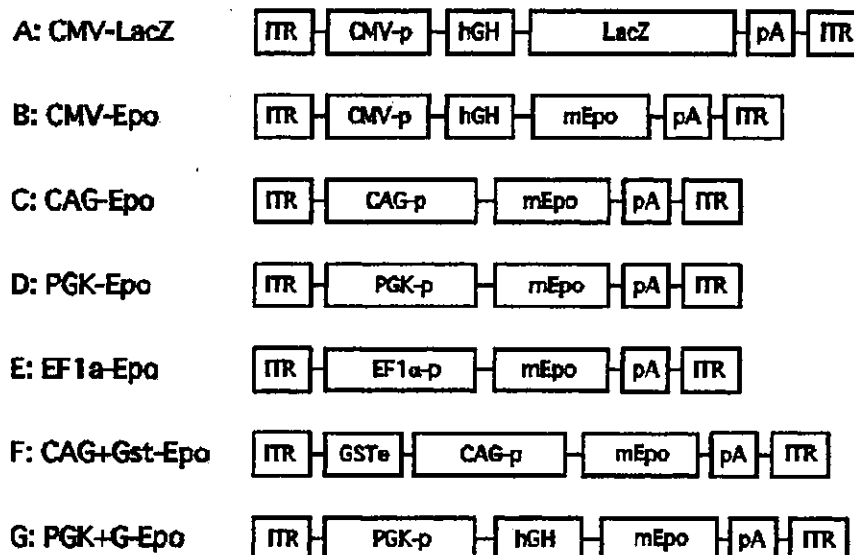 A: CMV-LacZ ITR CMV-p hGH LacZ pA ITR
B: CMV-Epo ITR CMV-p hGH mEpo pA ITR
C: CAG-Epo ITR CAG-p mEpo pA ITR
D: PGK-Epo ITR PGK-p mEpo pA ITR
E: EF1a-Epo ITR EF1α-p mEpo pA ITR
F: CAG+Gst-Epo ITR GSTe CAG-p mEpo pA ITR
G: PGK+G-Epo ITR PGK-p hGH mEpo pA ITR